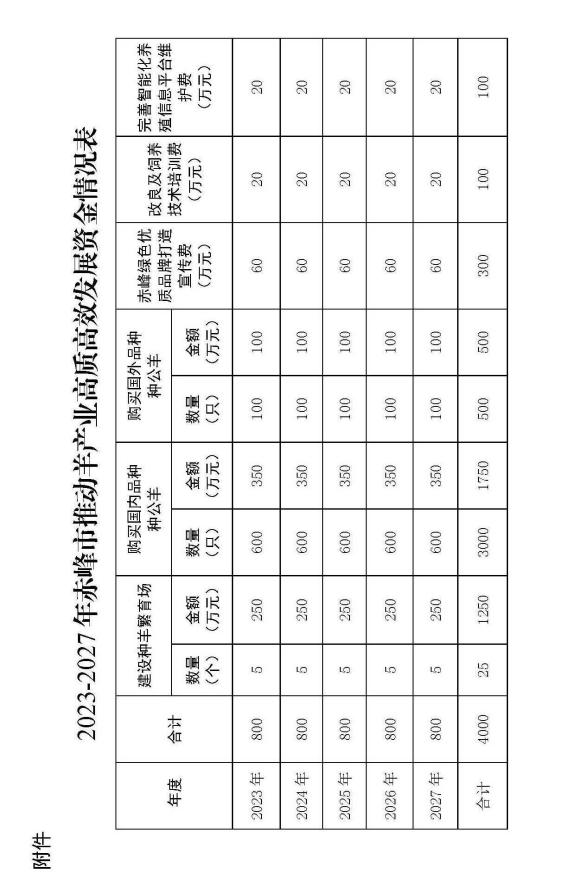 附件
2023-2027年赤峰市推动羊产业高质高效发展资金情况表
年度 合计 建设种羊繁育场 购买国内品种种公羊 购买国外品种种公羊 赤峰绿色优质品牌打造宣传费（万元） 改良及饲养技术培训费（万元） 完善智能化养殖信息平台维护费（万元）
数量（个） 金额（万元） 数量（只） 金额（万元） 数量（只） 金额（万元）
2023年 800 5 250 600 350 100 100 60 20 20
2024年 800 5 250 600 350 100 100 60 20 20
2025年 800 5 250 600 350 100 100 60 20 20
2026年 800 5 250 600 350 100 100 60 20 20
2027年 800 5 250 600 350 100 100 60 20 20
合计 4000 25 1250 3000 1750 500 500 300 100 100